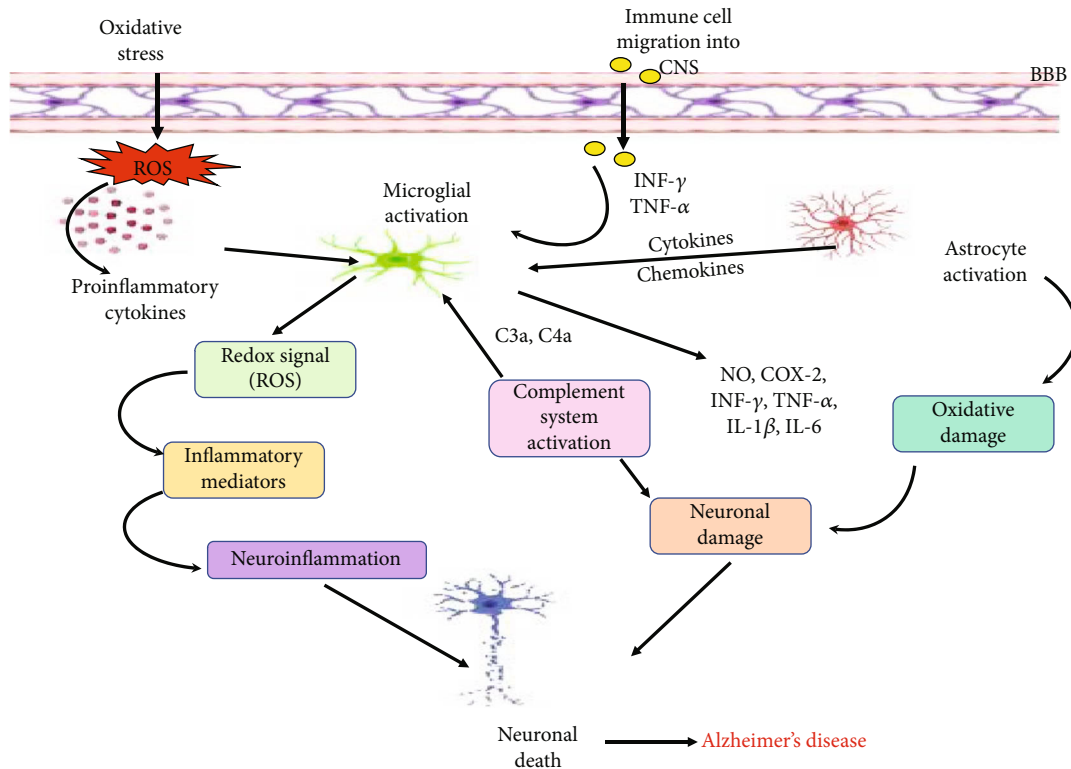 Oxidative
stress
Immune cell
migration into
CNS
BBB
ROS
INF-γ
TNF-α
Microglial
activation
Cytokines
Chemokines
Astrocyte
activation
Proinflammatory
cytokines
C3a, C4a
Redox signal
(ROS)
Complement
system
activation
NO, COX-2,
INF-γ, TNF-α,
IL-1β, IL-6
Oxidative
damage
Inflammatory
mediators
Neuronal
damage
Neuroinflammation
Neuronal
death
Alzheimer's disease